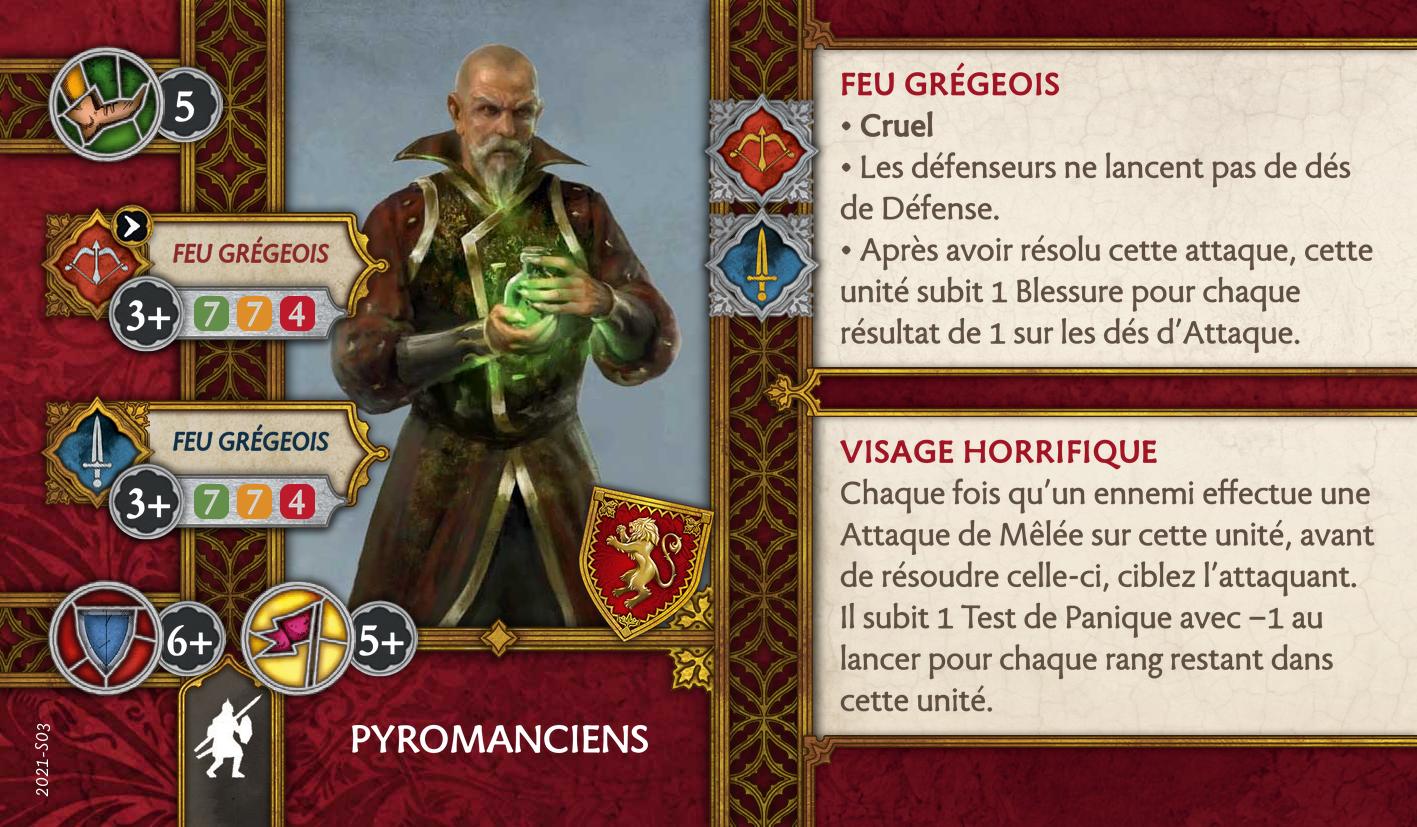 5
FEU GRÉGEOIS
3+ 7 7 4
FEU GRÉGEOIS
3+ 7 7 4
6+ 5+
PYROMANCIENS
2021-S03
FEU GRÉGEOIS
• Cruel
• Les défenseurs ne lancent pas de dés
de Défense.
• Après avoir résolu cette attaque, cette
unité subit 1 Blessure pour chaque
résultat de 1 sur les dés d’Attaque.
VISAGE HORRIFIQUE
Chaque fois qu’un ennemi effectue une
Attaque de Mêlée sur cette unité, avant
de résoudre celle-ci, ciblez l’attaquant.
Il subit 1 Test de Panique avec –1 au
lancer pour chaque rang restant dans
cette unité.